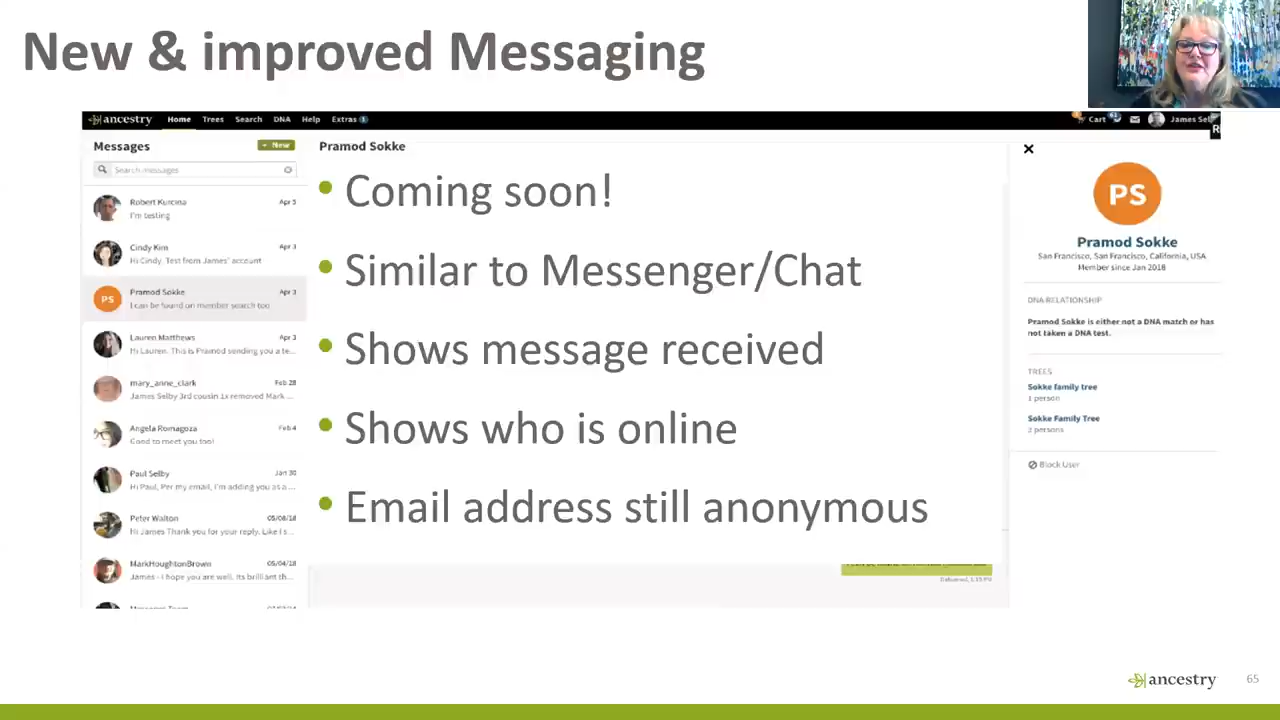 New & improved Messaging
ancestry Home Trees Search DNA Help Extras 1 Cart James Sel
Messages + New
Search messages
Robert Kurcina Apr 3
I'm testing
Cindy Kim Apr 3
Hi Cindy. Test from James' account
PS Pramod Sokke Apr 3
I can be found on member search too
Lauren Matthews Apr 3
Hi Lauren. This is Pramod sending you a te...
mary_anne_clark Feb 28
James Selby 3rd cousin 1x removed Mark ...
Angela Romagoza Feb 4
Good to meet you too!
Paul Selby Jan 30
Hi Paul, Per my email, I'm adding you as a ...
Peter Walton 05/08/18
Hi James Thank you for your reply. Like I s...
MarkHoughtonBrown 05/04/18
James - I hope you are well. Its brilliant th...
Pramod Sokke
• Coming soon!
• Similar to Messenger/Chat
• Shows message received
• Shows who is online
• Email address still anonymous
Delivered, 1:15 PM
R
PS
Pramod Sokke
San Francisco, San Francisco, California, USA
Member since Jan 2018
DNA RELATIONSHIP
Pramod Sokke is either not a DNA match or has
not taken a DNA test.
TREES
Sokke family tree
1 person
Sokke Family Tree
2 persons
Block User
ancestry 65